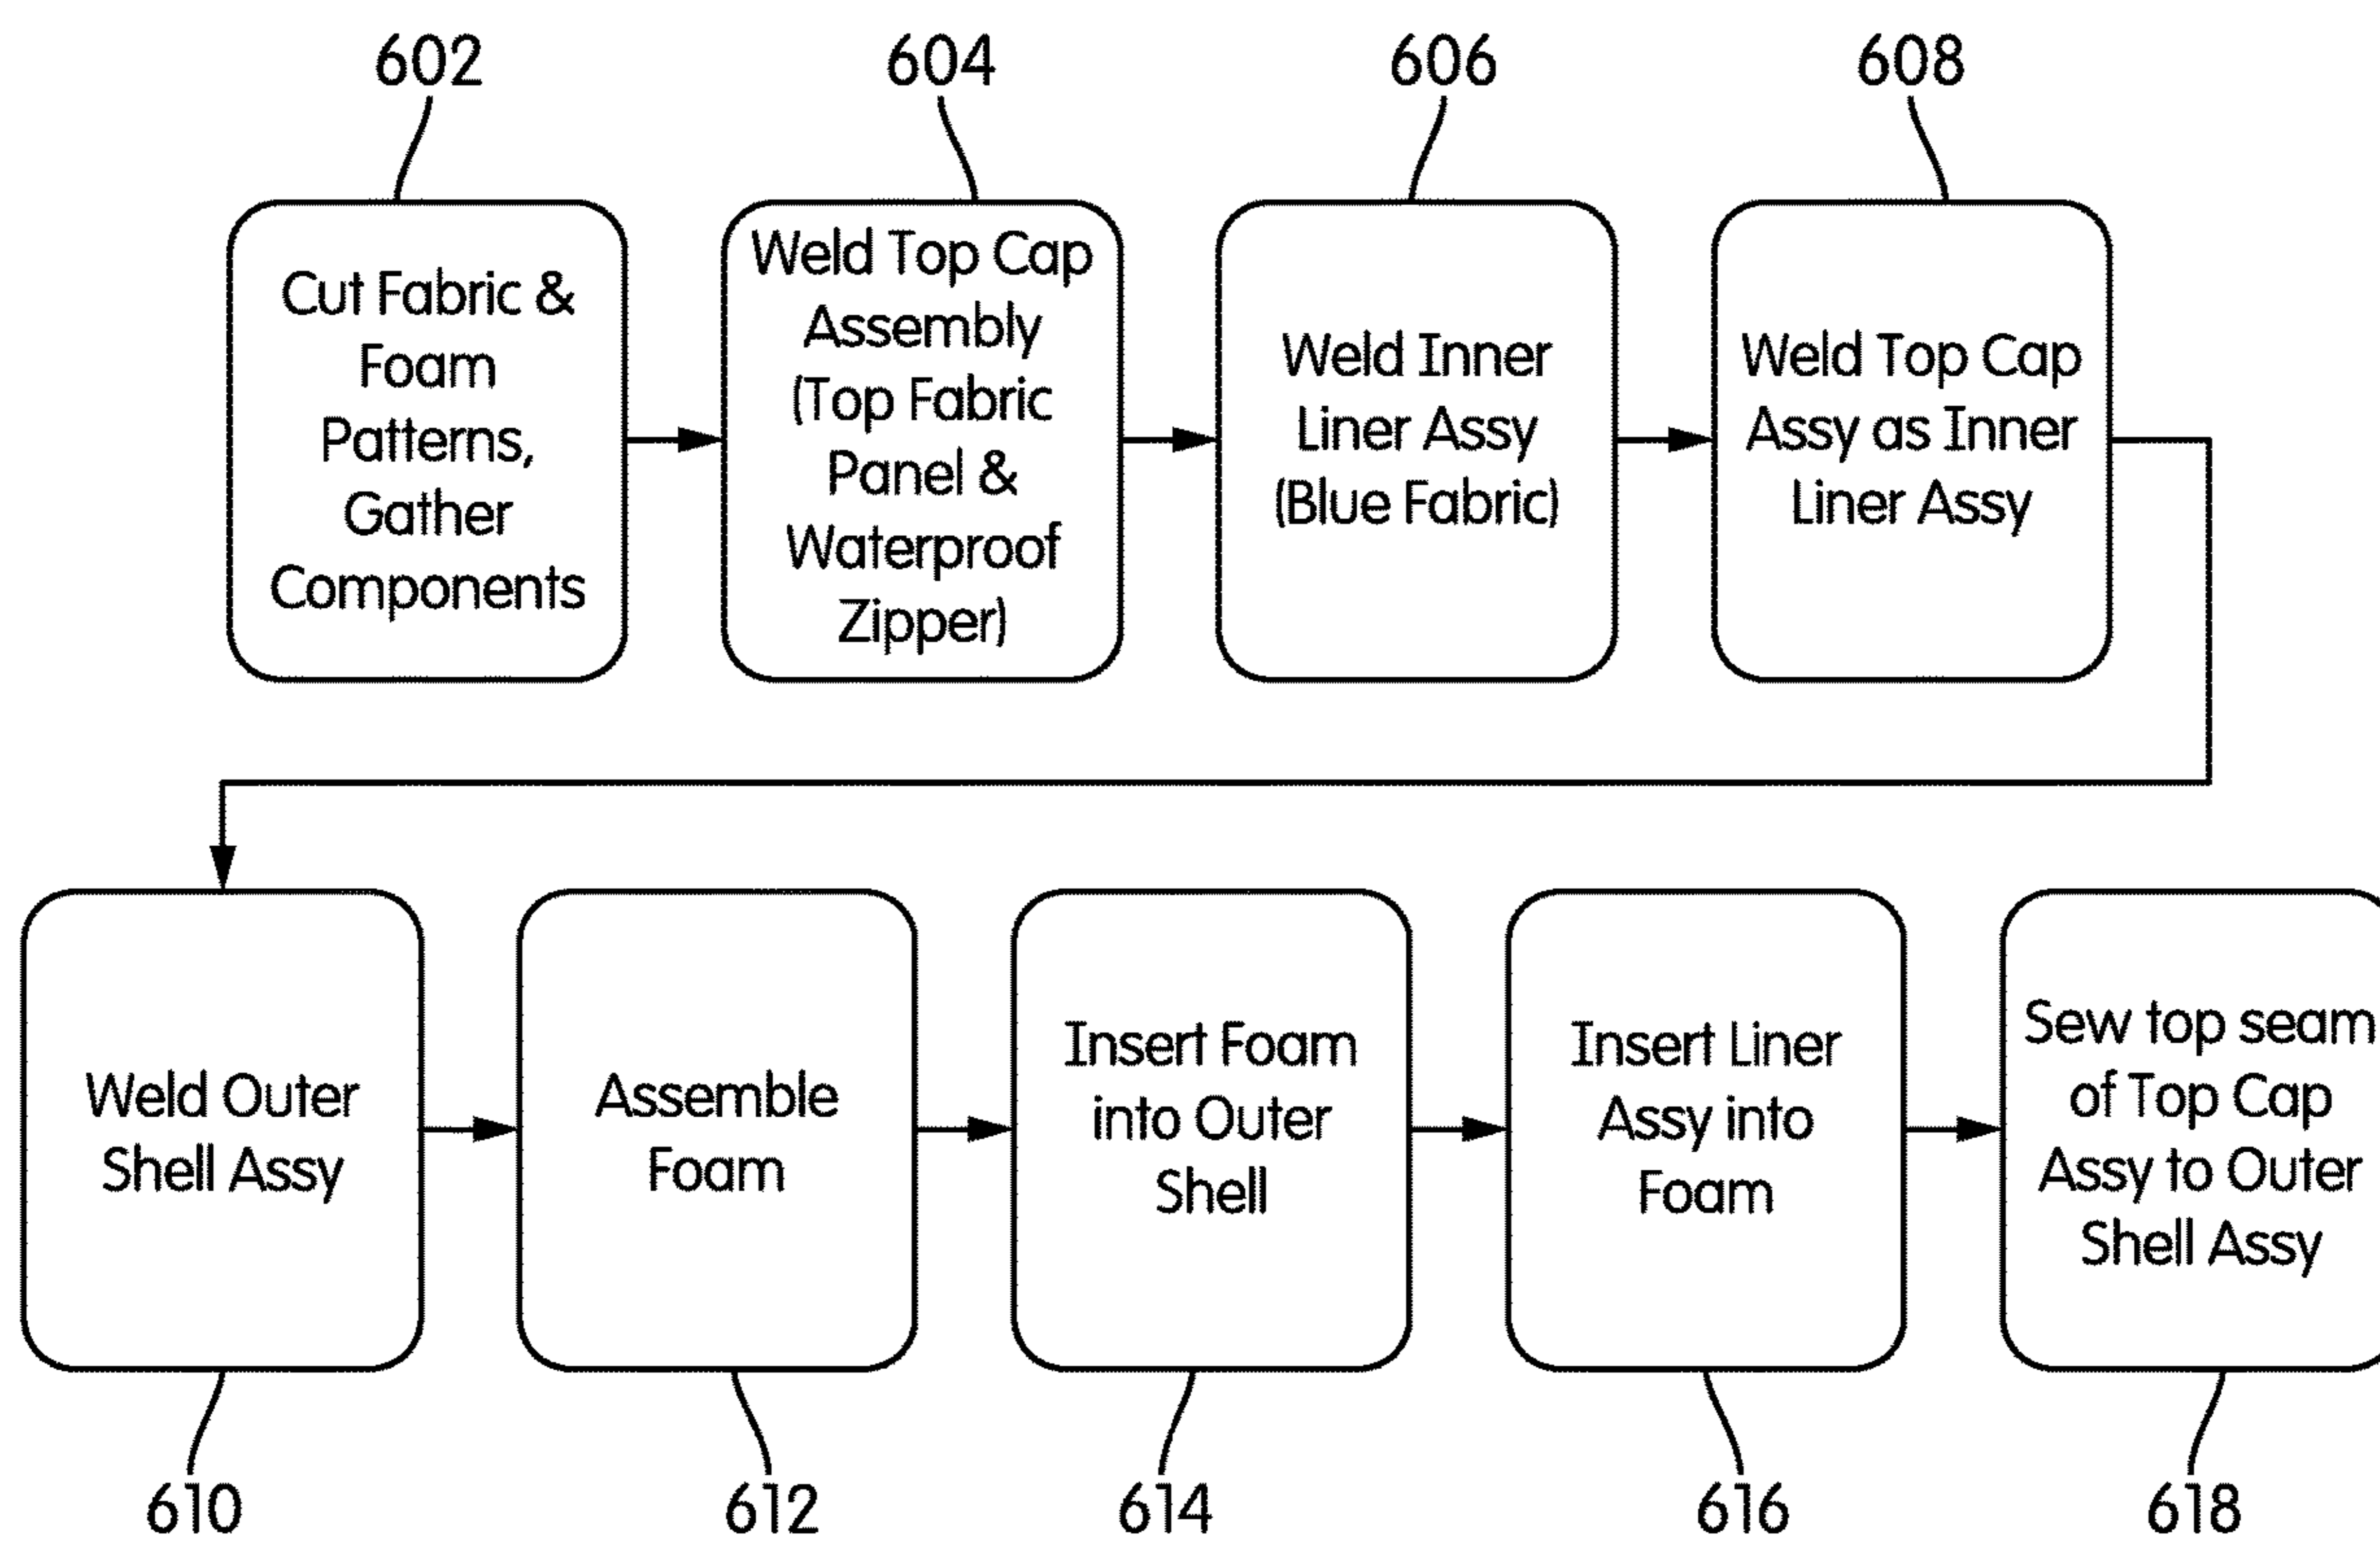 602
604
606
608
Cut Fabric &
Foam
Patterns,
Gather
Components
Weld Top Cap
Assembly
(Top Fabric
Panel &
Waterproof
Zipper)
Weld Inner
Liner Assy
(Blue Fabric)
Weld Top Cap
Assy as Inner
Liner Assy
Weld Outer
Shell Assy
Assemble
Foam
Insert Foam
into Outer
Shell
Insert Liner
Assy into
Foam
Sew top seam
of Top Cap
Assy to Outer
Shell Assy
610
612
614
616
618